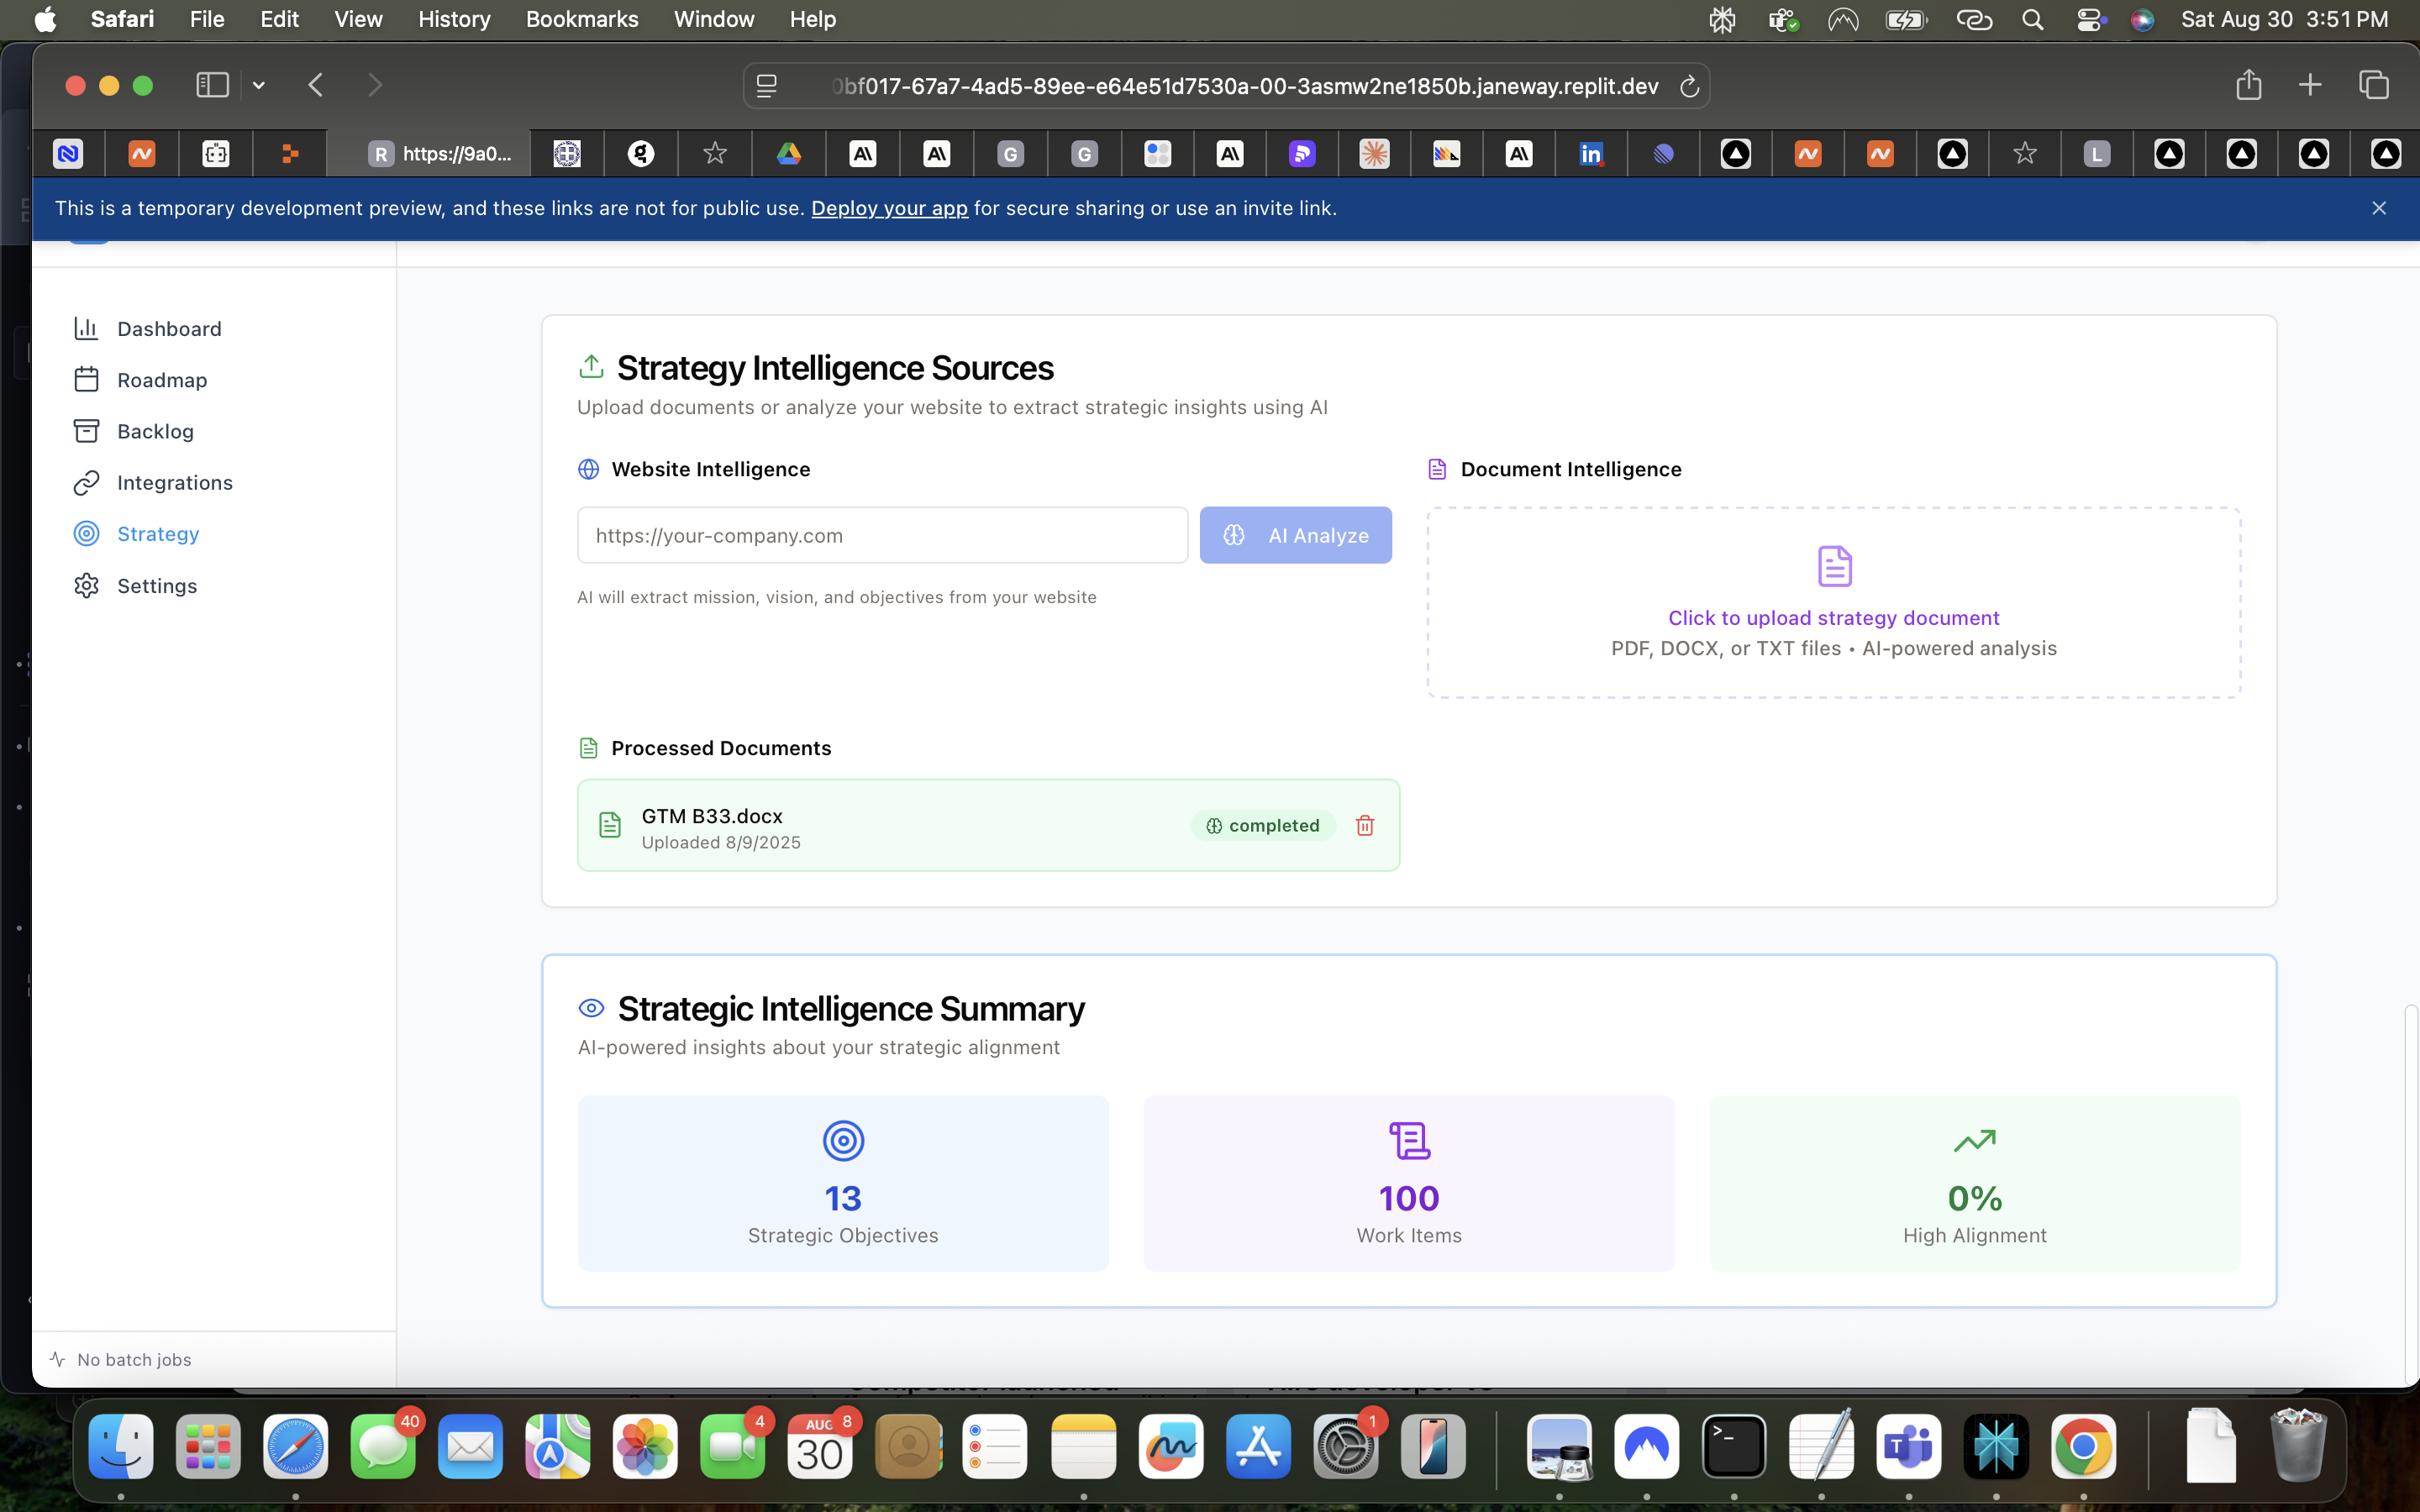 Safari File Edit View History Bookmarks Window Help Sat Aug 30 3:51 PM
0bf017-67a7-4ad5-89ee-e64e51d7530a-00-3asmw2ne1850b.janeway.replit.dev
R https://9a0... G G in L
This is a temporary development preview, and these links are not for public use. Deploy your app for secure sharing or use an invite link.
Dashboard
Roadmap
Backlog
Integrations
Strategy
Settings
No batch jobs
Strategy Intelligence Sources
Upload documents or analyze your website to extract strategic insights using AI
Website Intelligence
https://your-company.com
AI Analyze
AI will extract mission, vision, and objectives from your website
Document Intelligence
Click to upload strategy document
PDF, DOCX, or TXT files • AI-powered analysis
Processed Documents
GTM B33.docx
Uploaded 8/9/2025
completed
Strategic Intelligence Summary
AI-powered insights about your strategic alignment
13
Strategic Objectives
100
Work Items
0%
High Alignment
40 4 AUG 8 30 1